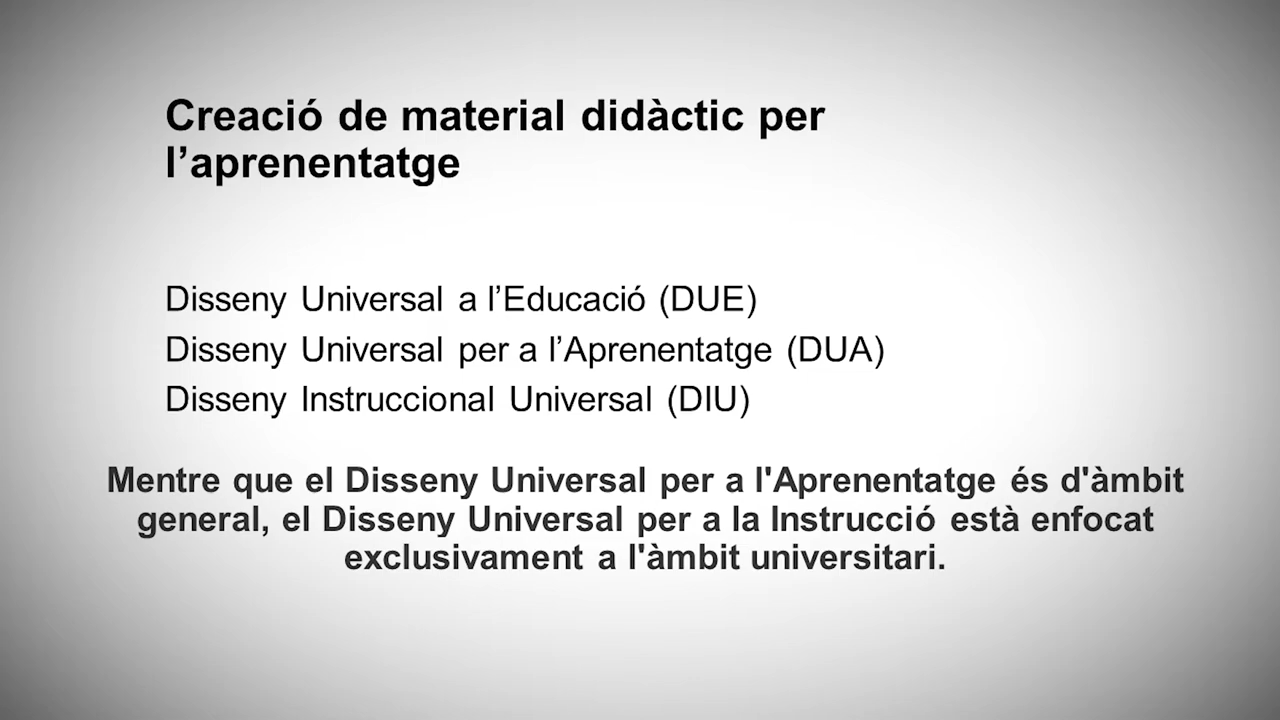 Creació de material didàctic per
l’aprenentatge
Disseny Universal a l’Educació (DUE)
Disseny Universal per a l’Aprenentatge (DUA)
Disseny Instruccional Universal (DIU)
Mentre que el Disseny Universal per a l'Aprenentatge és d'àmbit
general, el Disseny Universal per a la Instrucció està enfocat
exclusivament a l'àmbit universitari.